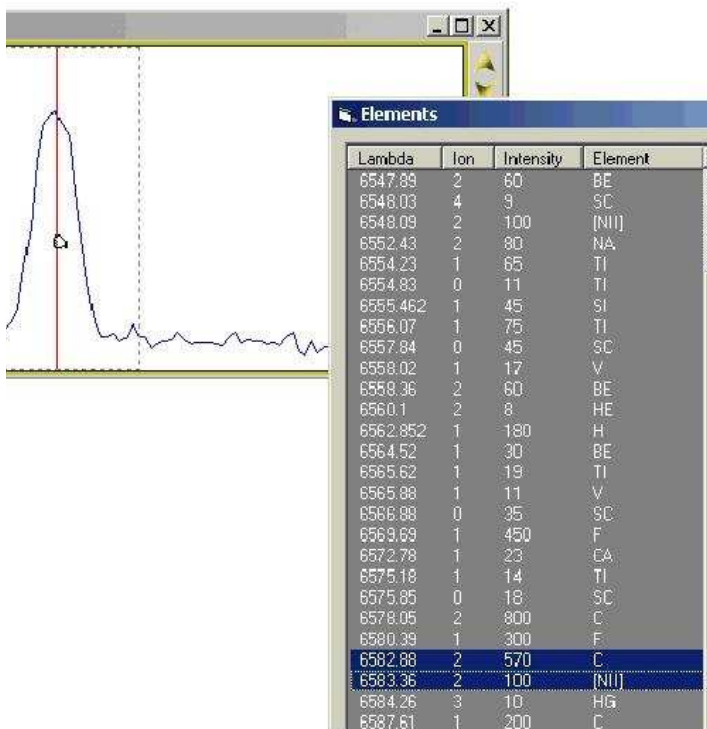 Elements
Lambda Ion Intensity Element
6547.89 2 60 BE
6548.03 4 9 SC
6548.09 2 100 [NII]
6552.43 2 80 NA
6554.23 1 65 TI
6554.83 0 11 TI
6555.462 1 45 SI
6556.07 1 75 TI
6557.84 0 45 SC
6558.02 1 17 V
6558.36 2 60 BE
6560.1 2 8 HE
6562.852 1 180 H
6564.52 1 30 BE
6565.62 1 19 TI
6565.88 1 11 V
6566.88 0 35 SC
6569.69 1 450 F
6572.78 1 23 CA
6575.18 1 14 TI
6575.85 0 18 SC
6578.05 2 800 C
6580.39 1 300 F
6582.88 2 570 C
6583.36 2 100 [NII]
6584.26 3 10 HG
6587.61 1 200 C